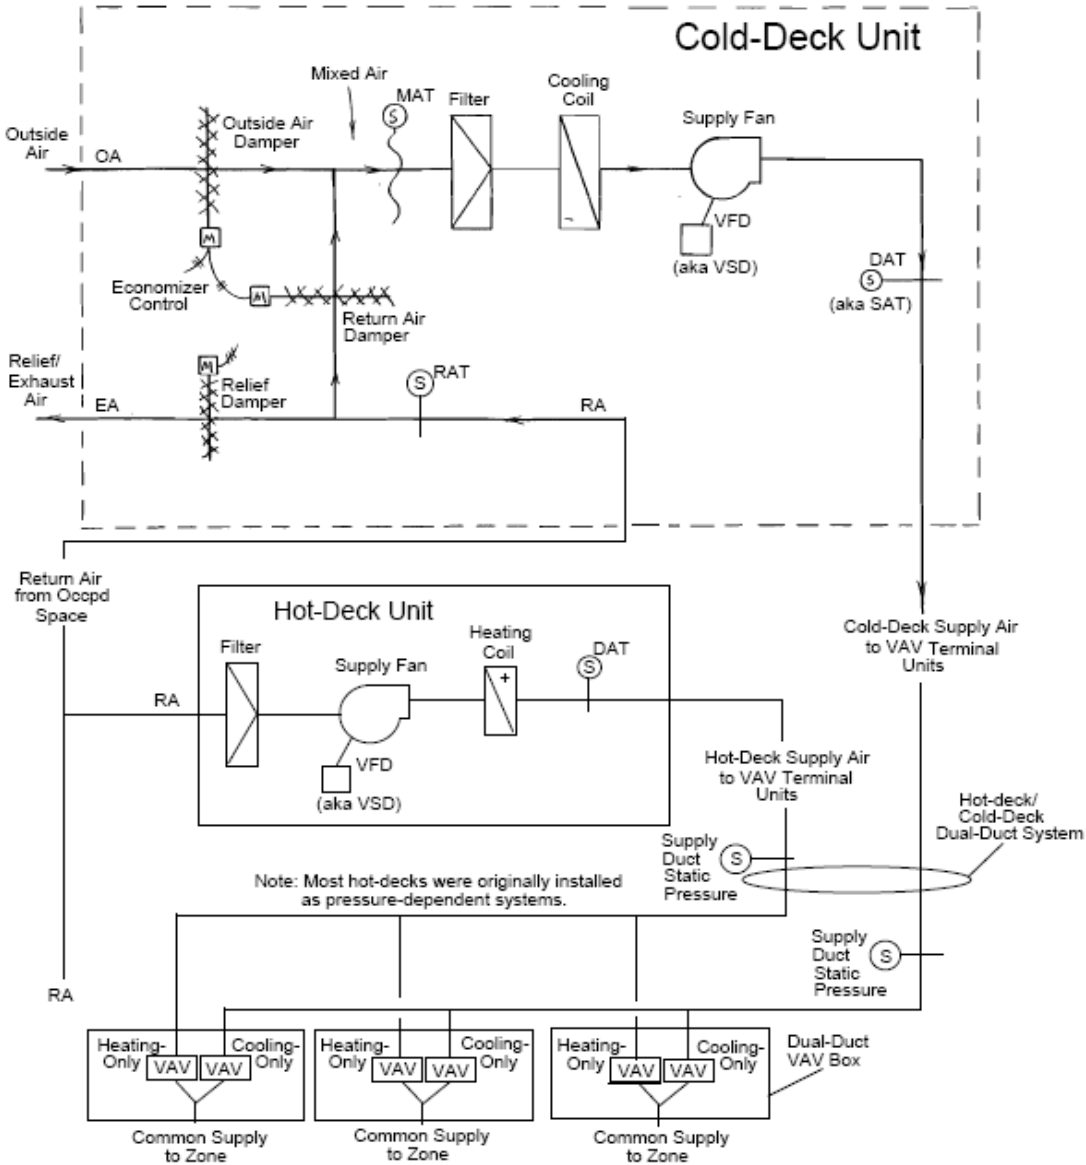 Cold-Deck Unit
Mixed Air
MAT
S
Filter
Cooling
Coil
Supply Fan
Outside
Air
OA
Outside Air
Damper
VFD
(aka VSD)
M
Economizer
Control
M
Return Air
Damper
DAT
S
(aka SAT)
Relief/
Exhaust
Air
EA
M
Relief
Damper
S
RAT
RA
Return Air
from Occpd
Space
Hot-Deck Unit
Filter
Supply Fan
Heating
Coil
+
DAT
S
RA
VFD
(aka VSD)
Cold-Deck Supply Air
to VAV Terminal
Units
Hot-Deck Supply Air
to VAV Terminal
Units
Hot-deck/
Cold-Deck
Dual-Duct System
Supply
Duct
Static
Pressure
S
Note: Most hot-decks were originally installed
as pressure-dependent systems.
Supply
Duct
Static
Pressure
S
RA
Heating-
Only
VAV
VAV
Cooling-
Only
Common Supply
to Zone
Heating-
Only
VAV
VAV
Cooling-
Only
Common Supply
to Zone
Heating-
Only
VAV
VAV
Cooling-
Only
Common Supply
to Zone
Dual-Duct
VAV Box